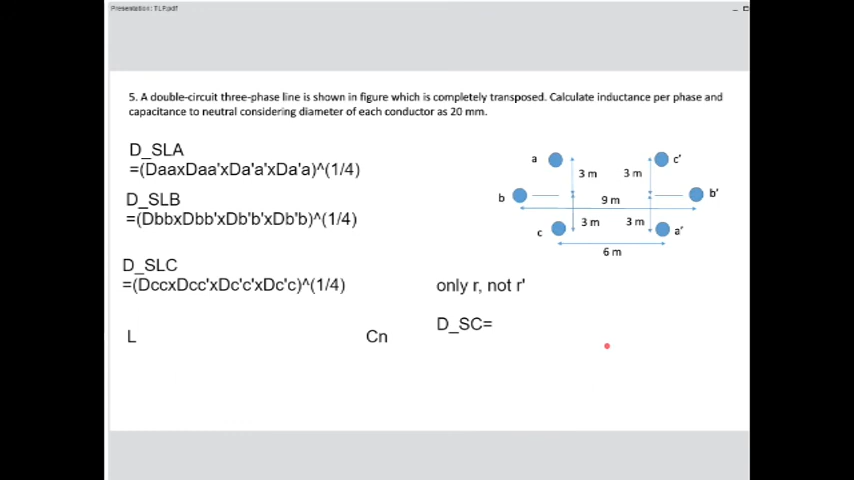 Presentation: TLP.pdf
5. A double-circuit three-phase line is shown in figure which is completely transposed. Calculate inductance per phase and
capacitance to neutral considering diameter of each conductor as 20 mm.
D_SLA
=(DaaxDaa'xDa'a'xDa'a)^(1/4)
D_SLB
=(DbbxDbb'xDb'b'xDb'b)^(1/4)
D_SLC
=(DccxDcc'xDc'c'xDc'c)^(1/4)
L
Cn
only r, not r'
D_SC=
a
c'
3 m
3 m
b
9 m
b'
3 m
3 m
c
a'
6 m